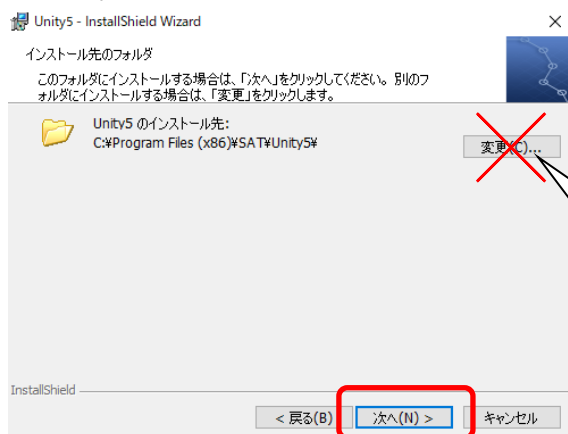 Unity5 - InstallShield Wizard
インストール先のフォルダ
このフォルダにインストールする場合は、「次へ」をクリックしてください。別のフ
ォルダにインストールする場合は、「変更」をクリックします。
Unity5 のインストール先:
C:¥Program Files (x86)¥SAT¥Unity5¥
変更(C)...
InstallShield
< 戻る(B)
次へ(N) >
キャンセル